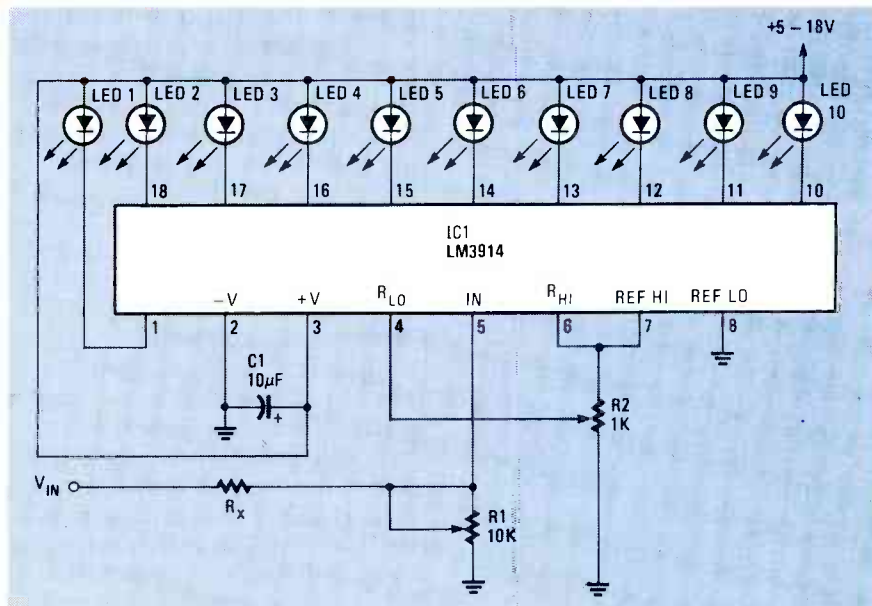 +5 – 18V
LED 1
LED 2
LED 3
LED 4
LED 5
LED 6
LED 7
LED 8
LED 9
LED
10
18
17
16
15
14
13
12
11
10
IC1
LM3914
–V
+V
RLO
IN
RHI
REF HI
REF LO
1
2
3
4
5
6
7
8
C1
10μF
+
R2
1K
VIN
RX
R1
10K